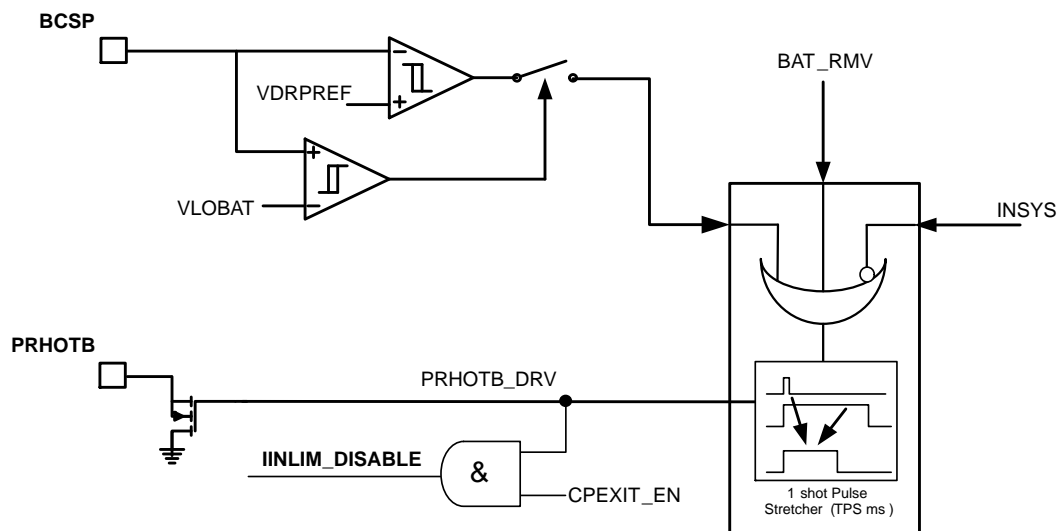 BCSP
BAT_RMV
−
VDRPREF
+
+
VLOBAT
−
INSYS
PRHOTB
PRHOTB_DRV
IINLIM_DISABLE
&
CPEXIT_EN
1 shot Pulse
Stretcher (TPS ms )